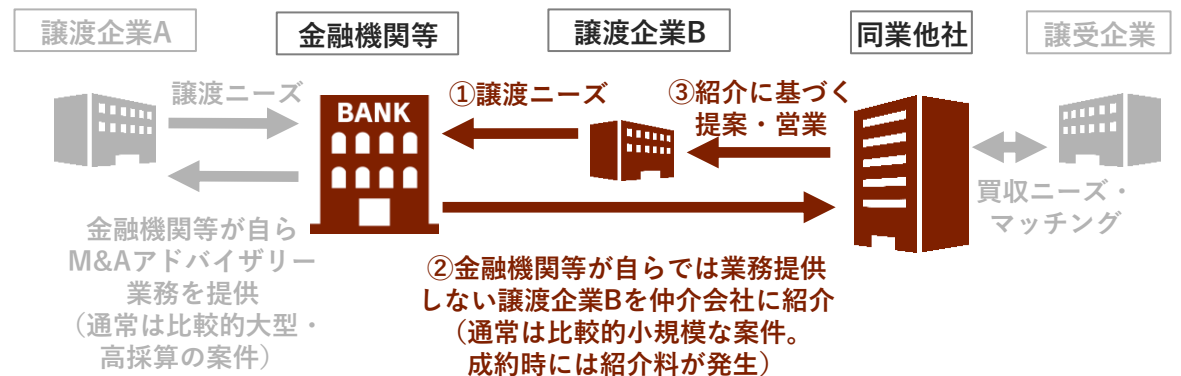 譲渡企業A
金融機関等
譲渡企業B
同業他社
譲受企業
譲渡ニーズ
BANK
①譲渡ニーズ
③紹介に基づく
提案・営業
買収ニーズ・
マッチング
金融機関等が自ら
M&Aアドバイザリー
業務を提供
（通常は比較的大型・
高採算の案件）
②金融機関等が自らでは業務提供
しない譲渡企業Bを仲介会社に紹介
（通常は比較的小規模な案件。
成約時には紹介料が発生）